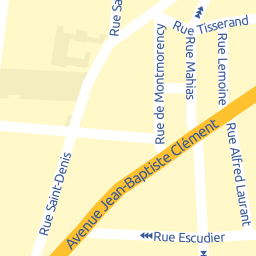 Rue Sa
Rue Tisserand
Rue de Montmorency
Rue Mahias
Rue Lemoine
Avenue Jean-Baptiste Clément
Rue Saint-Denis
Rue Alfred Laurant
Rue Escudier